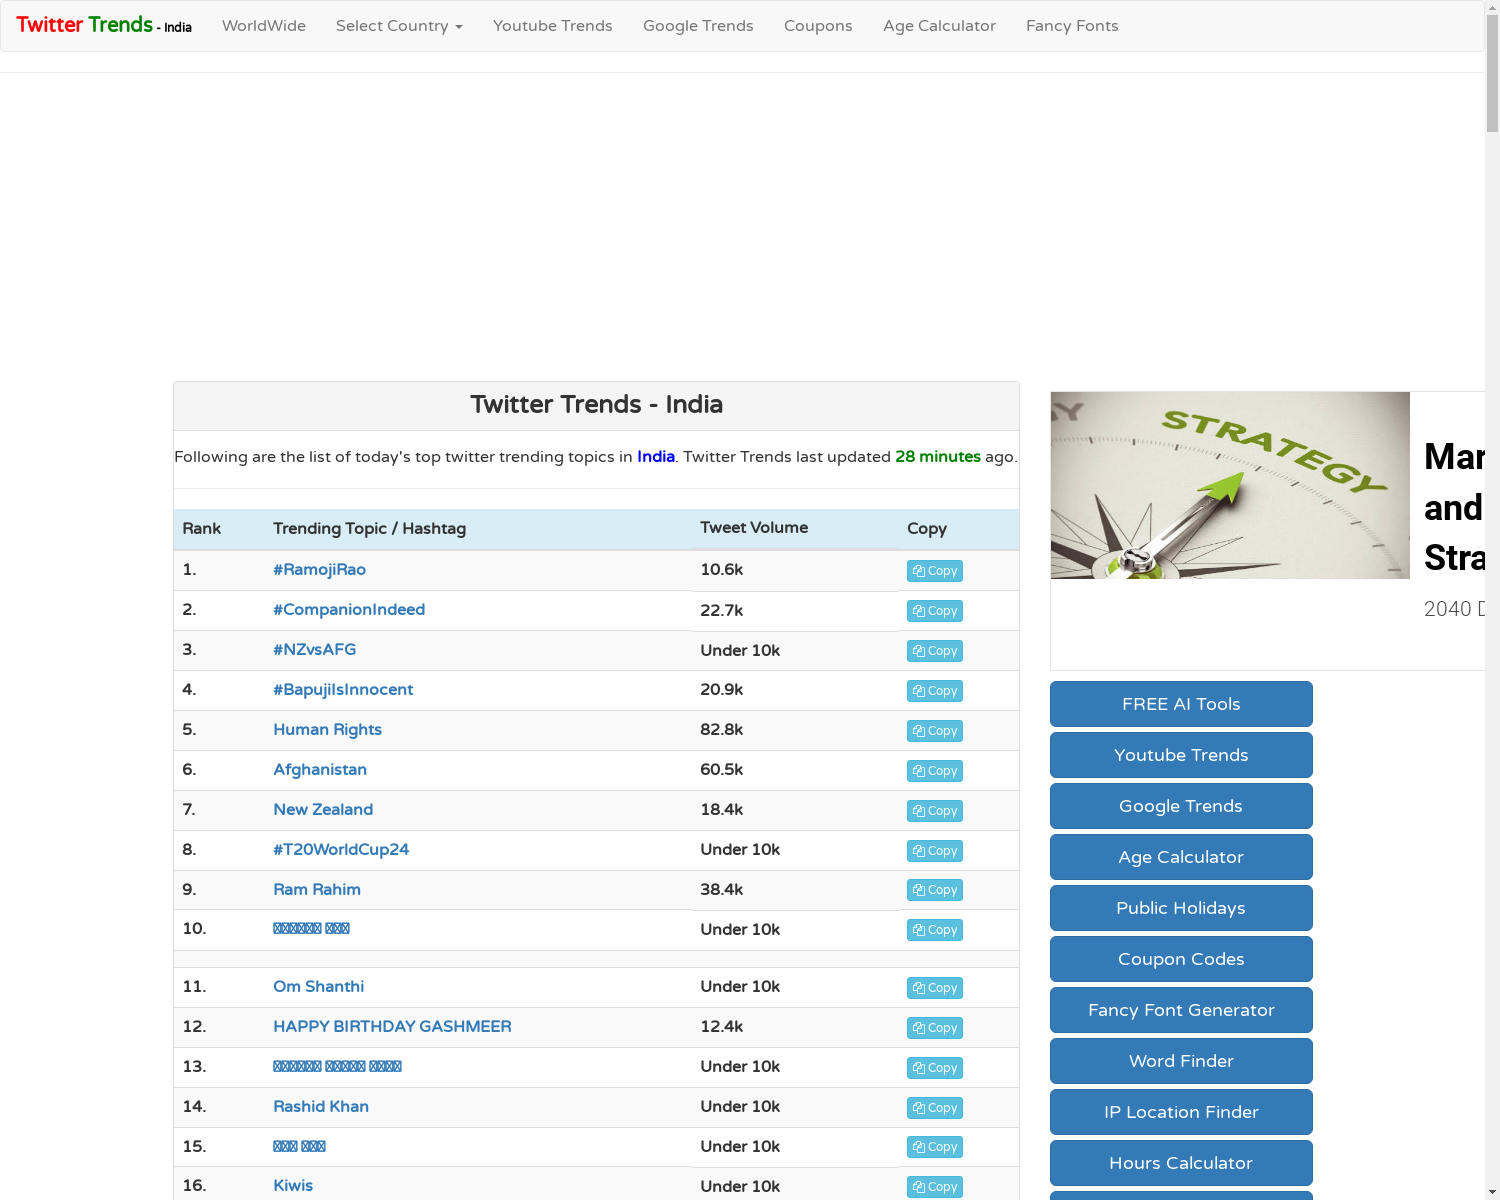 Twitter Trends - India WorldWide Select Country Youtube Trends Google Trends Coupons Age Calculator Fancy Fonts
Twitter Trends - India
Following are the list of today's top twitter trending topics in India. Twitter Trends last updated 28 minutes ago.
Rank Trending Topic / Hashtag Tweet Volume Copy
1. #RamojiRao 10.6k Copy
2. #CompanionIndeed 22.7k Copy
3. #NZvsAFG Under 10k Copy
4. #BapujiIsInnocent 20.9k Copy
5. Human Rights 82.8k Copy
6. Afghanistan 60.5k Copy
7. New Zealand 18.4k Copy
8. #T20WorldCup24 Under 10k Copy
9. Ram Rahim 38.4k Copy
10. Under 10k Copy
11. Om Shanthi Under 10k Copy
12. HAPPY BIRTHDAY GASHMEER 12.4k Copy
13. Under 10k Copy
14. Rashid Khan Under 10k Copy
15. Under 10k Copy
16. Kiwis Under 10k Copy
STRATEGY
Mar
and
Stra
2040
FREE AI Tools
Youtube Trends
Google Trends
Age Calculator
Public Holidays
Coupon Codes
Fancy Font Generator
Word Finder
IP Location Finder
Hours Calculator